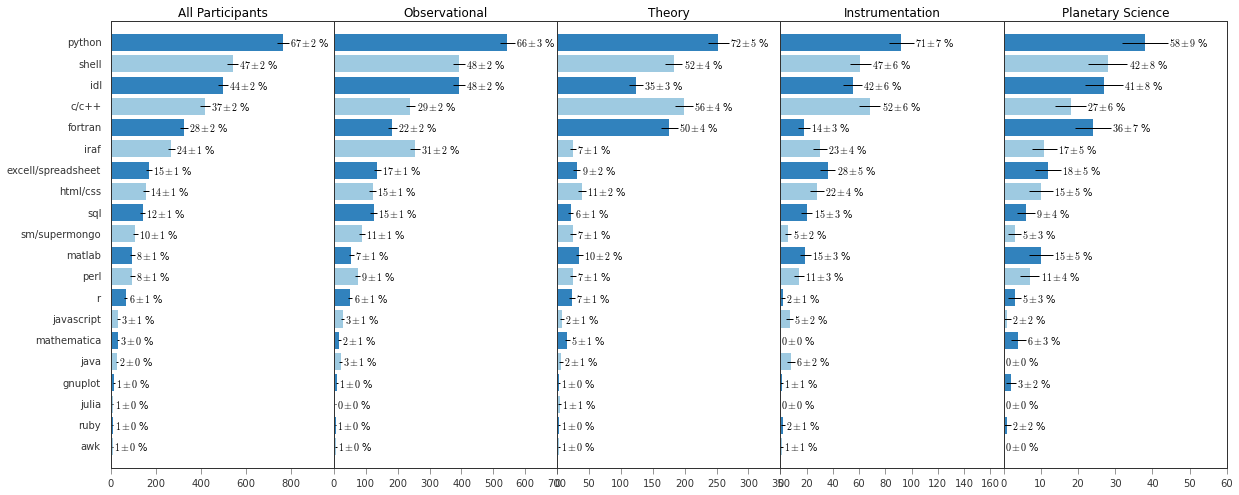 All Participants Observational Theory Instrumentation Planetary Science
python 67±2 % 66±3 % 72±5 % 71±7 % 58±9 %
shell 47±2 % 48±2 % 52±4 % 47±6 % 42±8 %
idl 44±2 % 48±2 % 35±3 % 42±6 % 41±8 %
c/c++ 37±2 % 29±2 % 56±4 % 52±6 % 27±6 %
fortran 28±2 % 22±2 % 50±4 % 14±3 % 36±7 %
iraf 24±1 % 31±2 % 7±1 % 23±4 % 17±5 %
excell/spreadsheet 15±1 % 17±1 % 9±2 % 28±5 % 18±5 %
html/css 14±1 % 15±1 % 11±2 % 22±4 % 15±5 %
sql 12±1 % 15±1 % 6±1 % 15±3 % 9±4 %
sm/supermongo 10±1 % 11±1 % 7±1 % 5±2 % 5±3 %
matlab 8±1 % 7±1 % 10±2 % 15±3 % 15±5 %
perl 8±1 % 9±1 % 7±1 % 11±3 % 11±4 %
r 6±1 % 6±1 % 7±1 % 2±1 % 5±3 %
javascript 3±1 % 3±1 % 2±1 % 5±2 % 2±2 %
mathematica 3±0 % 2±1 % 5±1 % 0±0 % 6±3 %
java 2±0 % 3±1 % 2±1 % 6±2 % 0±0 %
gnuplot 1±0 % 1±0 % 1±0 % 1±1 % 3±2 %
julia 1±0 % 0±0 % 1±1 % 0±0 % 0±0 %
ruby 1±0 % 1±0 % 1±0 % 2±1 % 2±2 %
awk 1±0 % 1±0 % 1±0 % 1±1 % 0±0 %
0 200 400 600 800 0 100 200 300 400 500 600 50 100 150 200 250 300 20 40 60 80 100 120 140 160 0 10 20 30 40 50 60